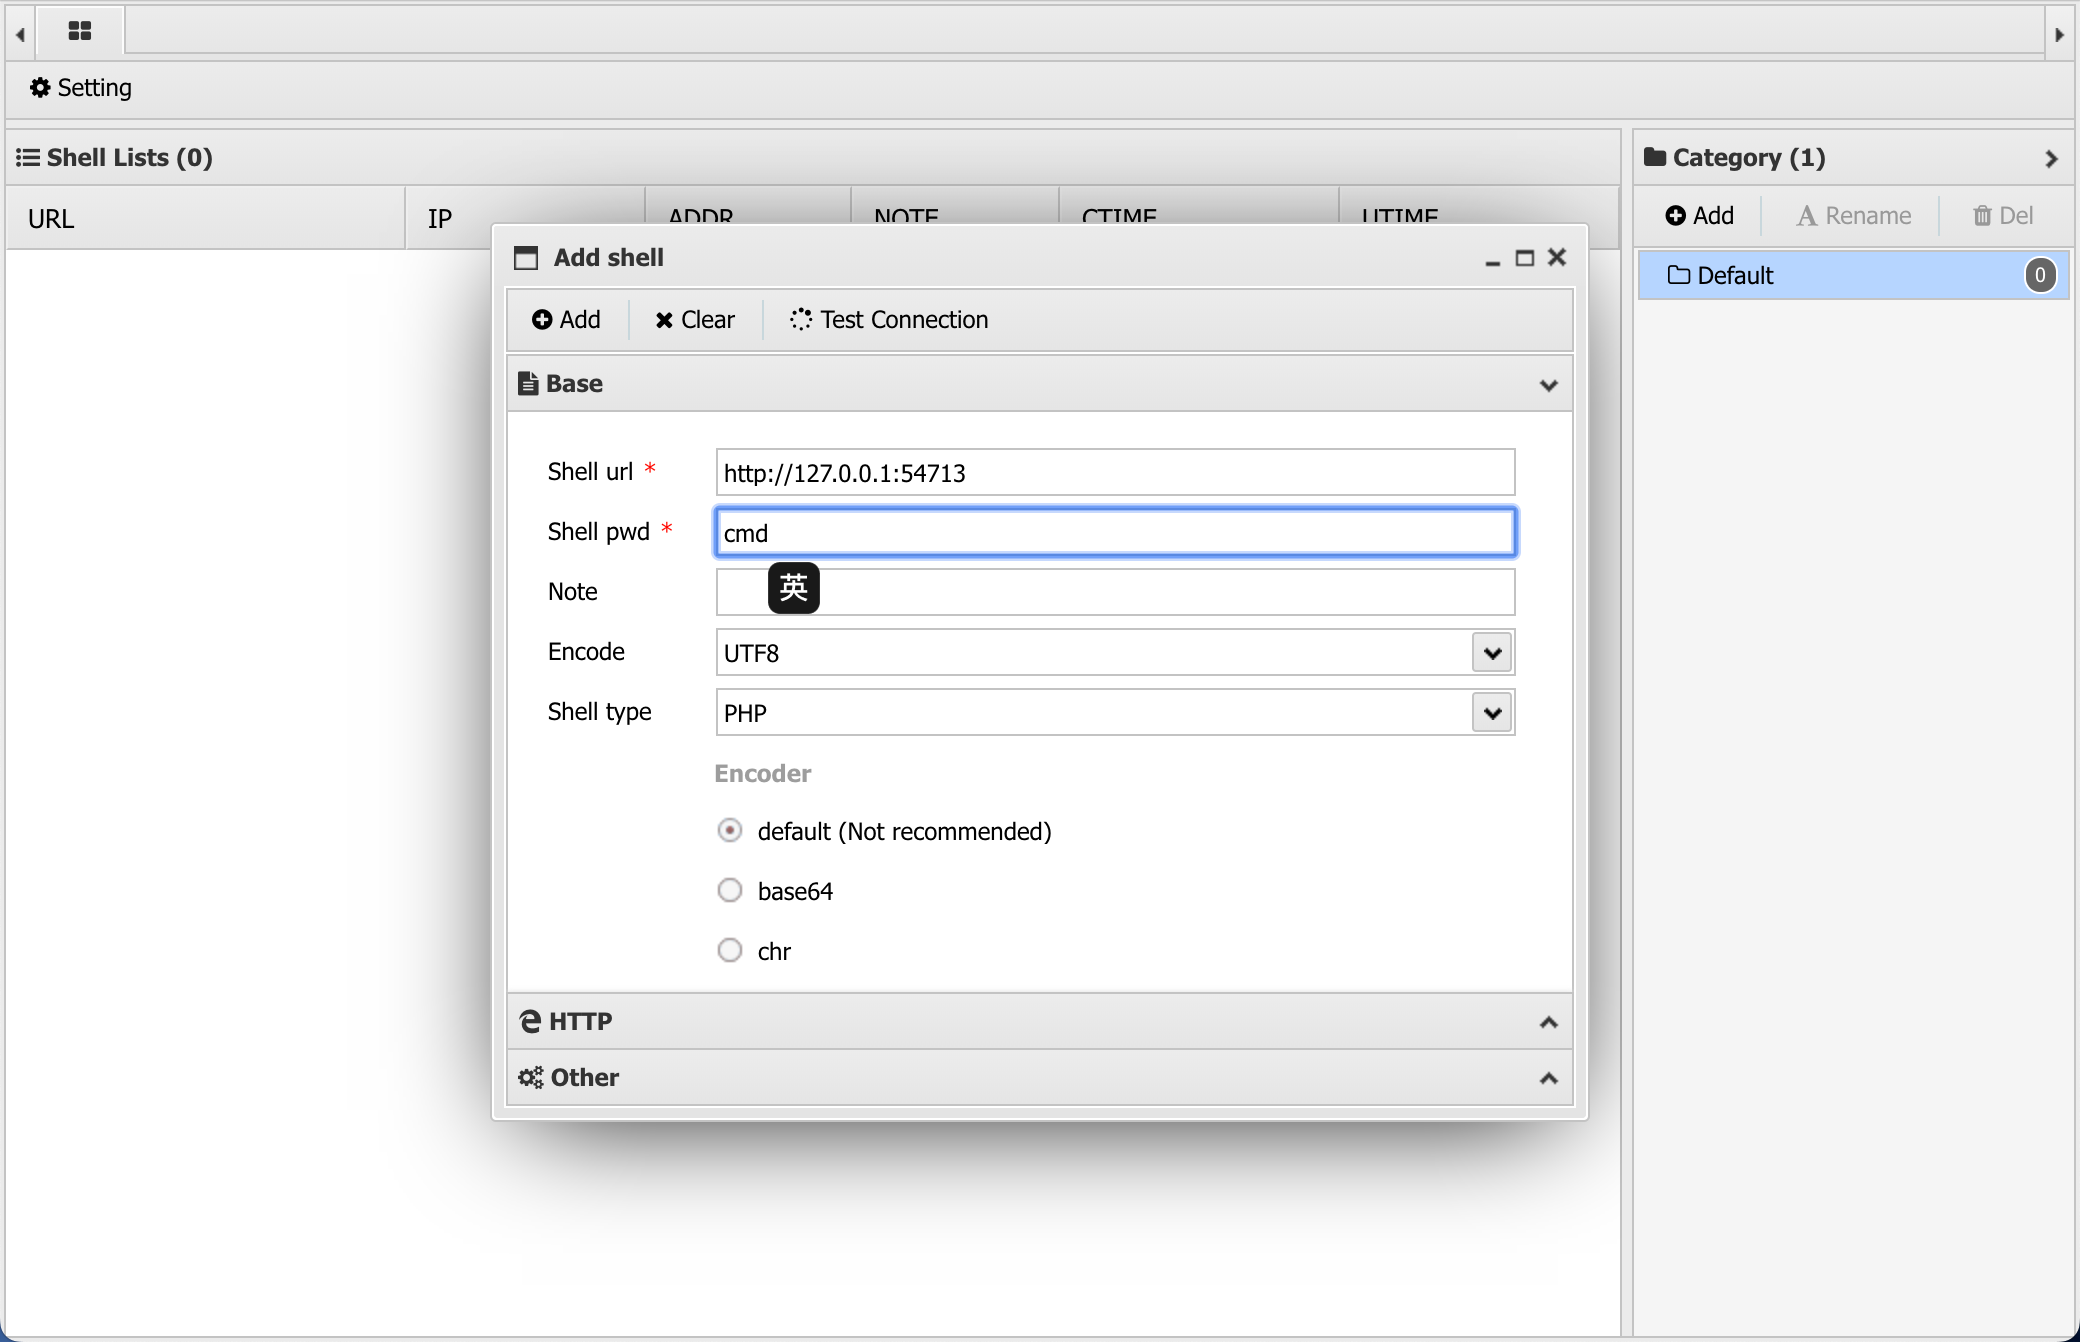 Setting
Shell Lists (0)
URL IP ADDR NOTE CTIME UTIME
Category (1)
Add Rename Del
Default 0
Add shell
Add Clear Test Connection
Base
Shell url * http://127.0.0.1:54713
Shell pwd * cmd
Note 英
Encode UTF8
Shell type PHP
Encoder
default (Not recommended)
base64
chr
HTTP
Other